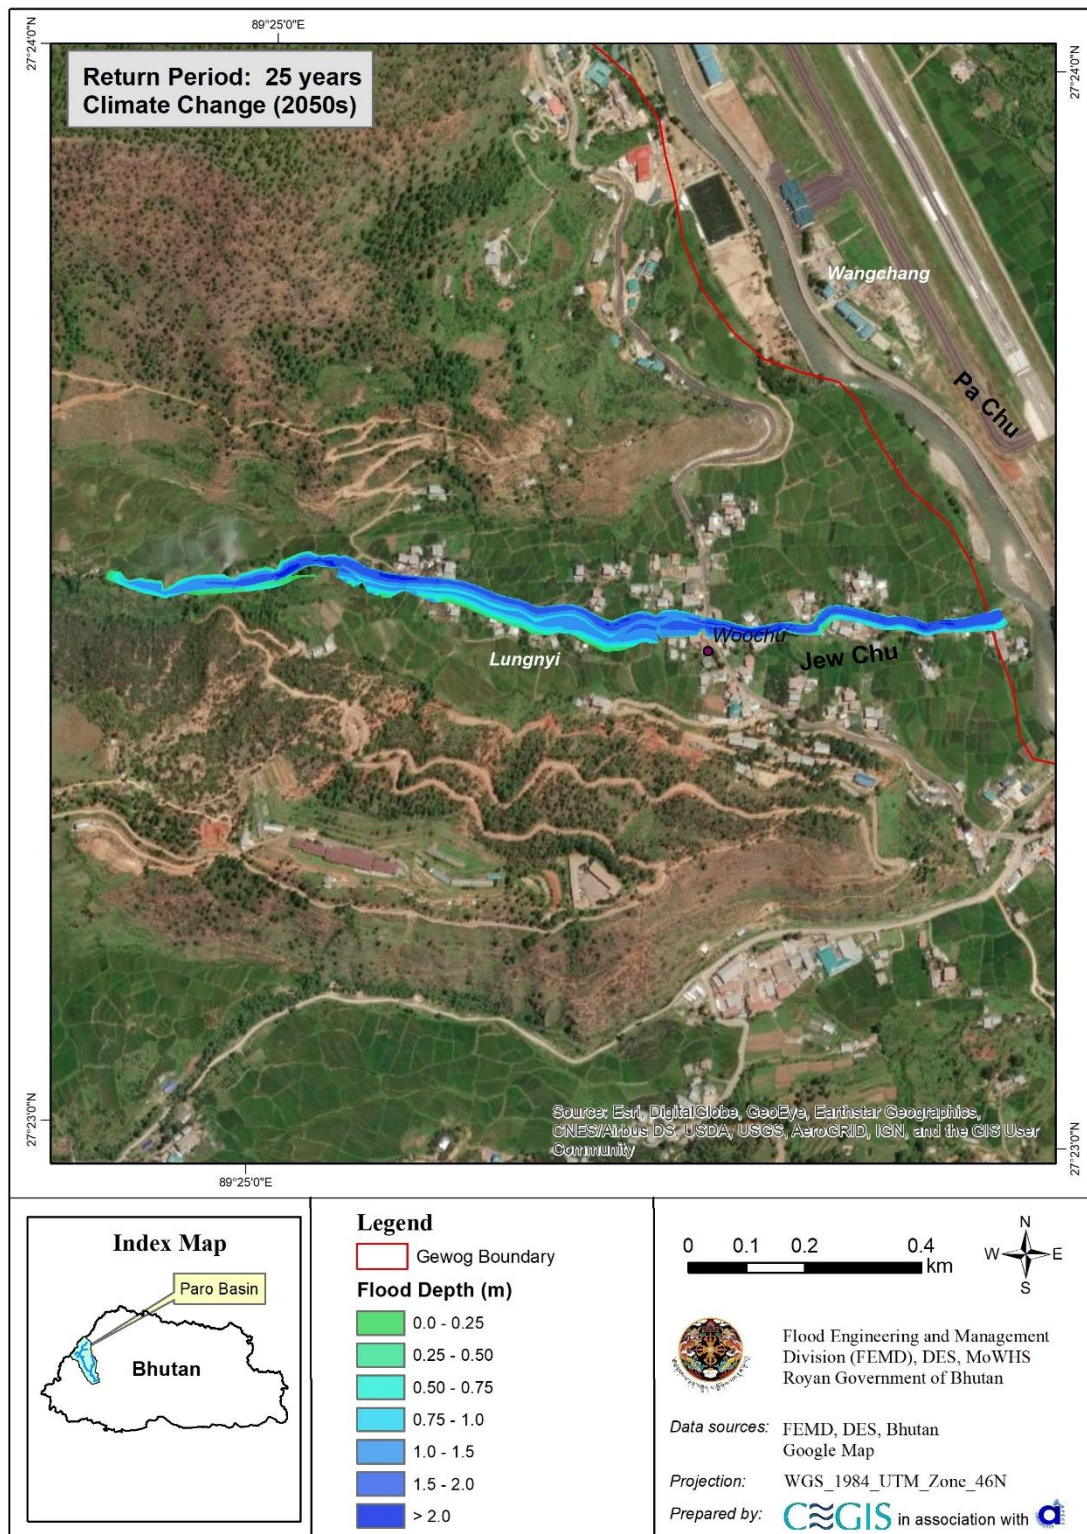 89°25'0"E
27°24'0"N
27°24'0"N
Return Period: 25 years
Climate Change (2050s)
Wangchang
Pa Chu
Woochu
Lungnyi
Jew Chu
Source: Esri, DigitalGlobe, GeoEye, Earthstar Geographics,
CNES/Airbus DS, USDA, USGS, AeroGRID, IGN, and the GIS User
Community
27°23'0"N
27°23'0"N
89°25'0"E
Index Map
Paro Basin
Bhutan
Legend
Gewog Boundary
Flood Depth (m)
0.0 - 0.25
0.25 - 0.50
0.50 - 0.75
0.75 - 1.0
1.0 - 1.5
1.5 - 2.0
> 2.0
0 0.1 0.2 0.4
km
N
W E
S
Flood Engineering and Management
Division (FEMD), DES, MoWHS
Royan Government of Bhutan
Data sources: FEMD, DES, Bhutan
Google Map
Projection: WGS_1984_UTM_Zone_46N
Prepared by: CEGIS in association with